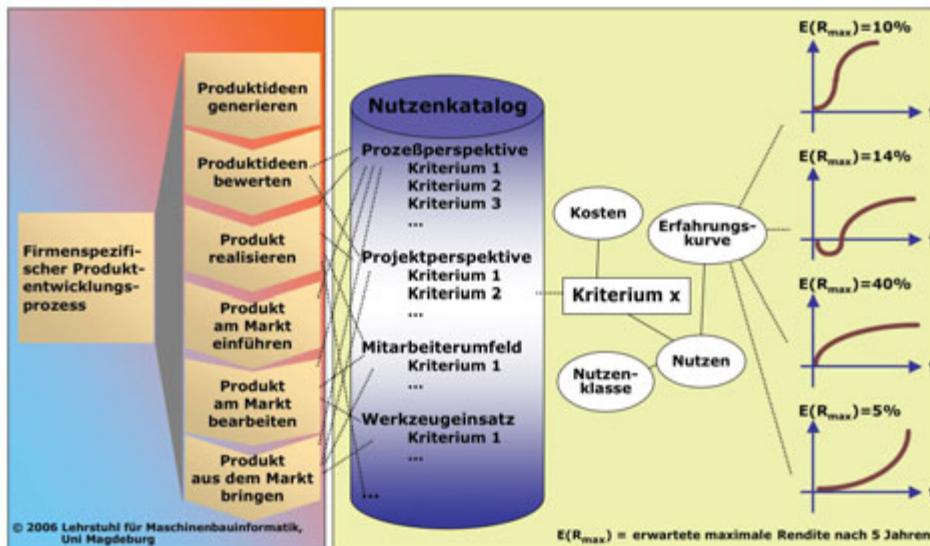 Firmenspezifi-
scher Produkt-
entwicklungs-
prozess
Produktideen
generieren
Produktideen
bewerten
Produkt
realisieren
Produkt
am Markt
einführen
Produkt
am Markt
bearbeiten
Produkt
aus dem Markt
bringen
© 2006 Lehrstuhl für Maschinenbauinformatik,
Uni Magdeburg
Nutzenkatalog
Prozeßperspektive
Kriterium 1
Kriterium 2
Kriterium 3
...
Projektperspektive
Kriterium 1
Kriterium 2
...
Mitarbeiterumfeld
Kriterium 1
...
Werkzeugeinsatz
Kriterium 1
...
...
Kosten
Erfahrungs-
kurve
Kriterium x
Nutzen-
klasse
Nutzen
E(Rmax)=10%
t
E(Rmax)=14%
t
E(Rmax)=40%
t
E(Rmax)=5%
t
E(Rmax) = erwartete maximale Rendite nach 5 Jahren